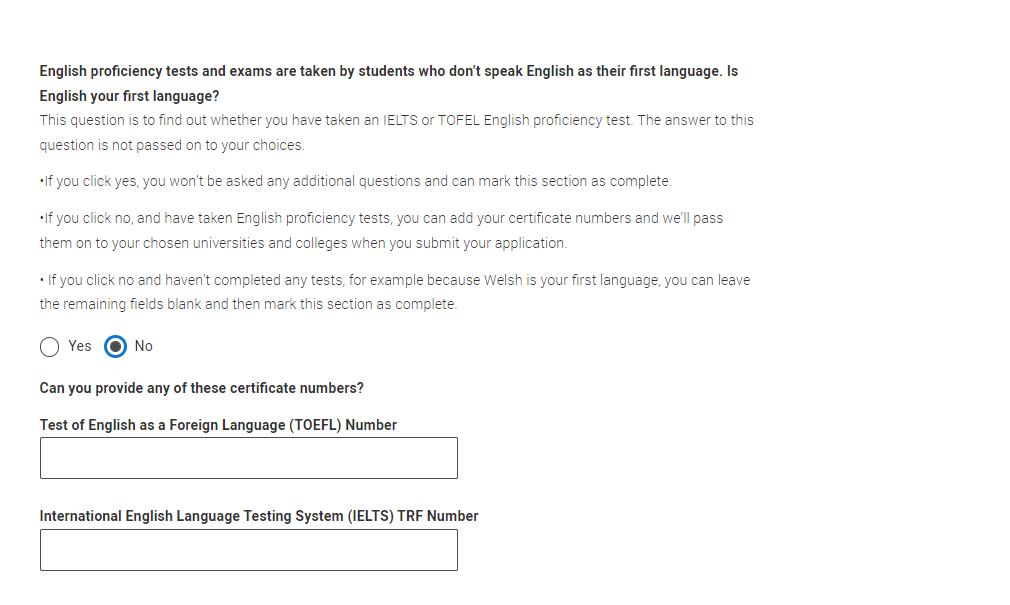 English proficiency tests and exams are taken by students who don't speak English as their first language. Is
English your first language?
This question is to find out whether you have taken an IELTS or TOFEL English proficiency test. The answer to this
question is not passed on to your choices.
•If you click yes, you won't be asked any additional questions and can mark this section as complete.
•If you click no, and have taken English proficiency tests, you can add your certificate numbers and we'll pass
them on to your chosen universities and colleges when you submit your application.
• If you click no and haven't completed any tests, for example because Welsh is your first language, you can leave
the remaining fields blank and then mark this section as complete.
Yes No
Can you provide any of these certificate numbers?
Test of English as a Foreign Language (TOEFL) Number
International English Language Testing System (IELTS) TRF Number